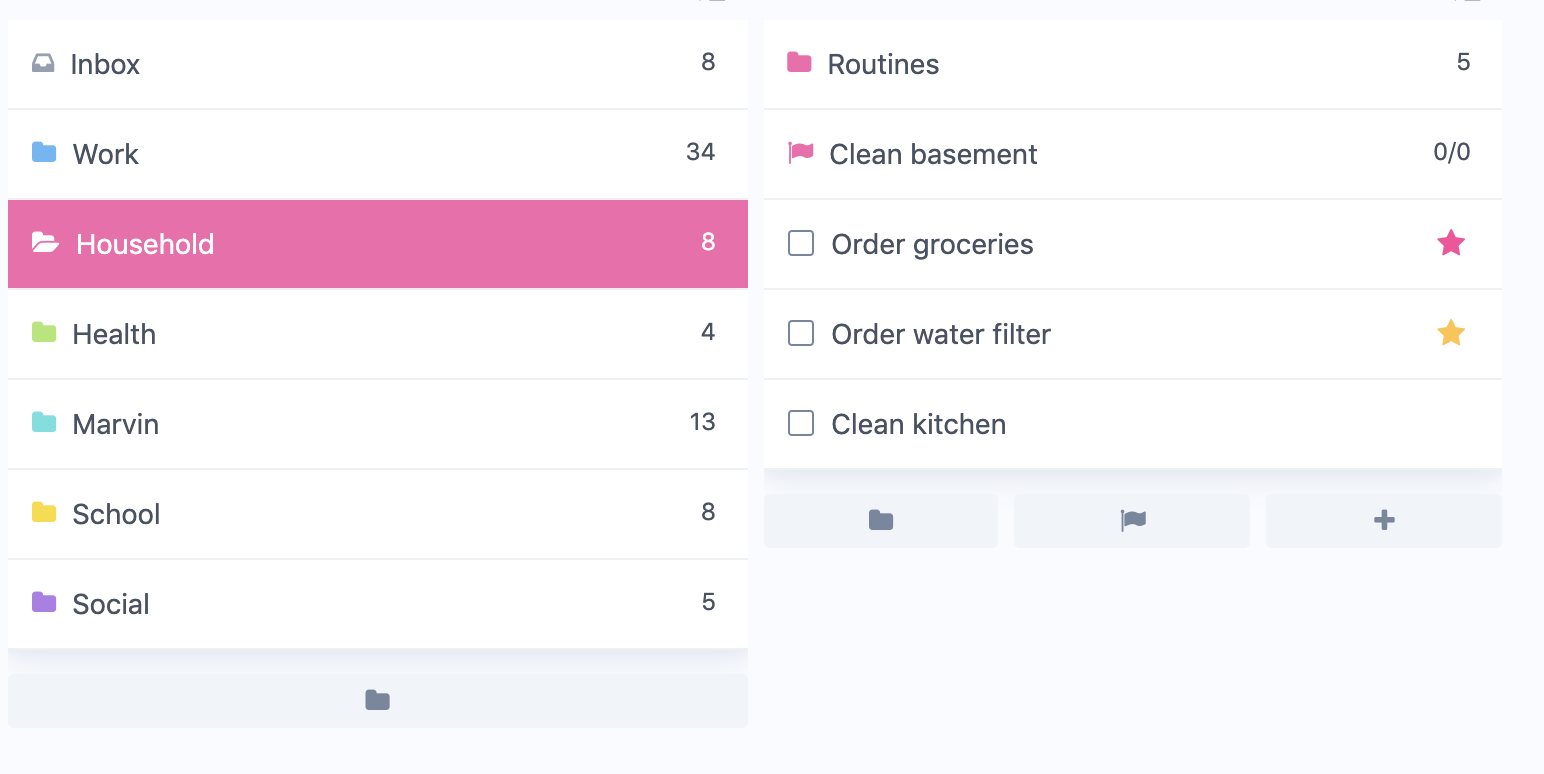 Inbox 8
Work 34
Household 8
Health 4
Marvin 13
School 8
Social 5
Routines 5
Clean basement 0/0
Order groceries
Order water filter
Clean kitchen